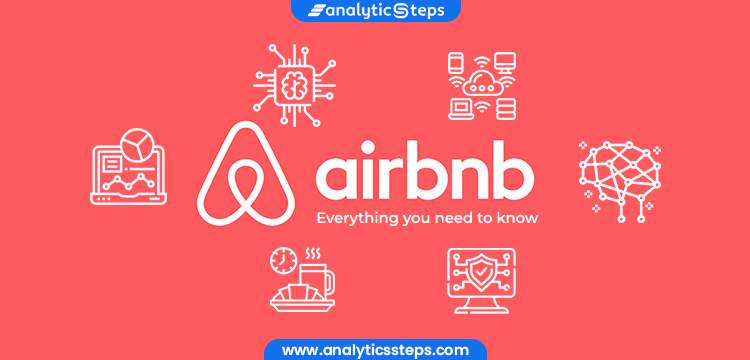 analyticSteps
airbnb
Everything you need to know
www.analyticssteps.com